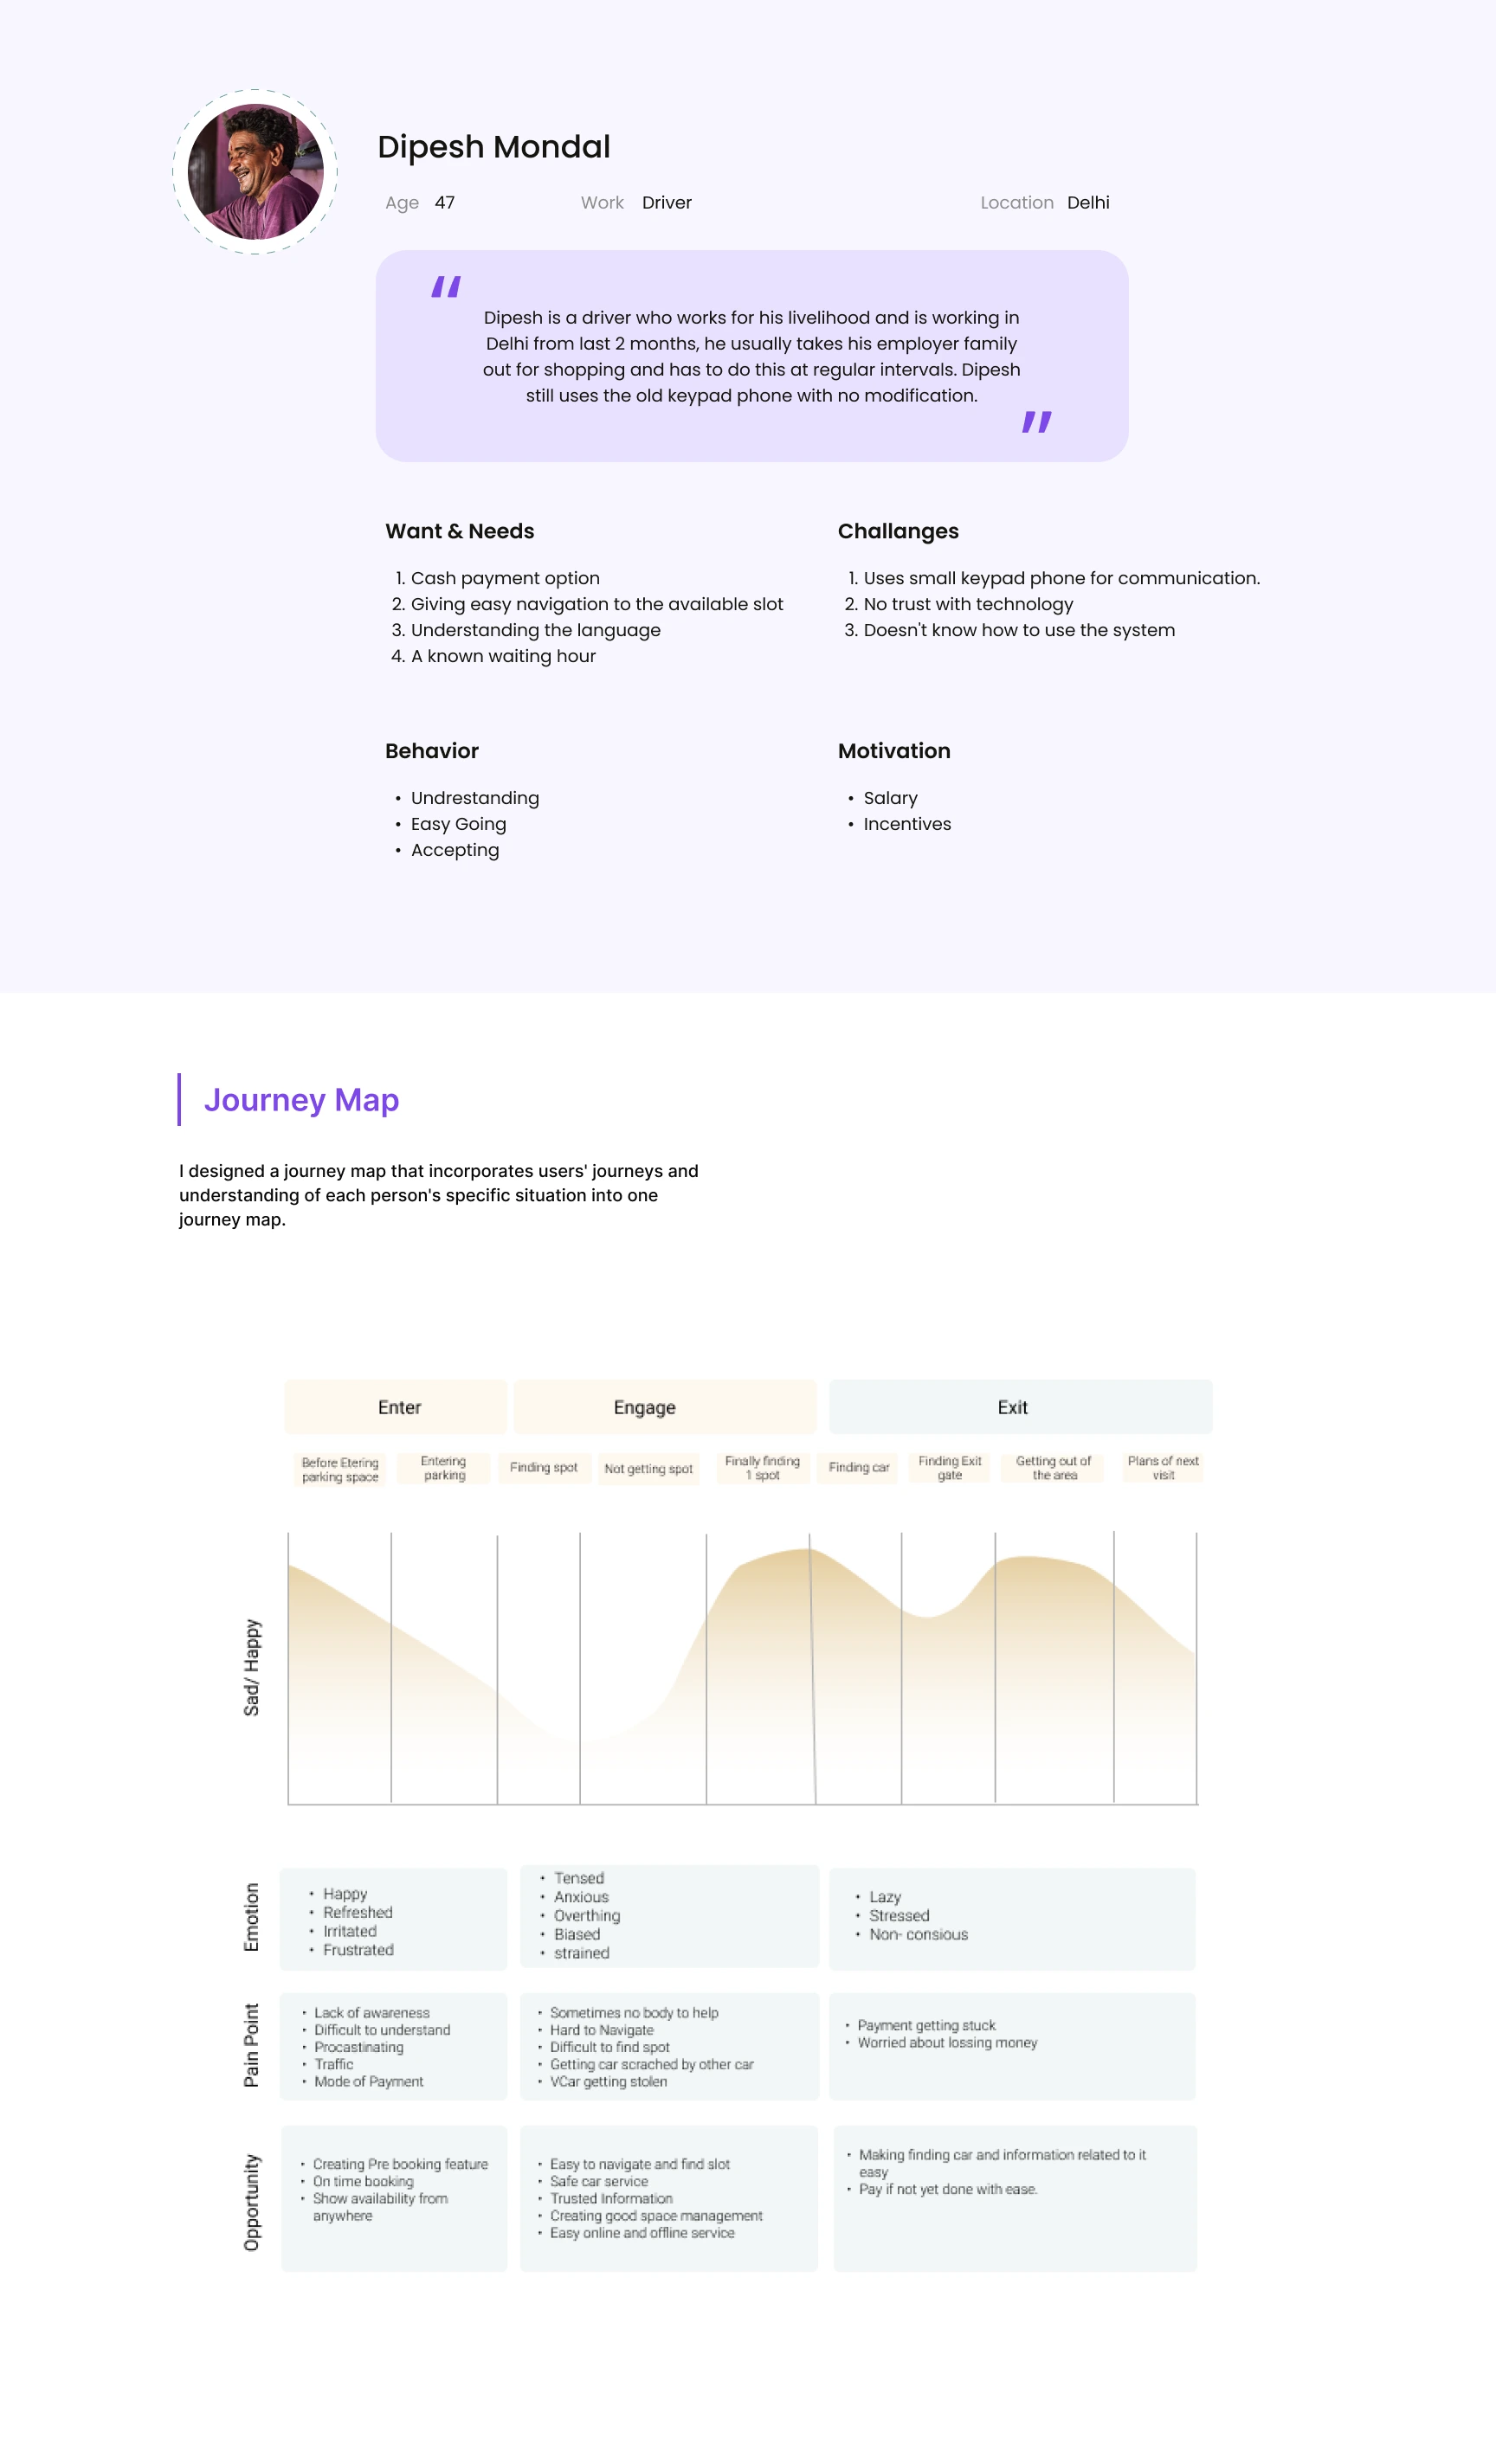 Dipesh Mondal
Age 47 Work Driver Location Delhi
“
Dipesh is a driver who works for his livelihood and is working in
Delhi from last 2 months, he usually takes his employer family
out for shopping and has to do this at regular intervals. Dipesh
still uses the old keypad phone with no modification.
”
Want & Needs
1. Cash payment option
2. Giving easy navigation to the available slot
3. Understanding the language
4. A known waiting hour
Challanges
1. Uses small keypad phone for communication.
2. No trust with technology
3. Doesn't know how to use the system
Behavior
• Undrestanding
• Easy Going
• Accepting
Motivation
• Salary
• Incentives
Journey Map
I designed a journey map that incorporates users' journeys and
understanding of each person's specific situation into one
journey map.
Enter
Engage
Exit
Before Etering
parking space
Entering
parking
Finding spot
Not getting spot
Finally finding
1 spot
Finding car
Finding Exit
gate
Getting out of
the area
Plans of next
visit
Sad/ Happy
Emotion
• Happy
• Refreshed
• Irritated
• Frustrated
• Tensed
• Anxious
• Overthing
• Biased
• strained
• Lazy
• Stressed
• Non- consious
Pain Point
• Lack of awareness
• Difficult to understand
• Procastinating
• Traffic
• Mode of Payment
• Sometimes no body to help
• Hard to Navigate
• Difficult to find spot
• Getting car scrached by other car
• VCar getting stolen
• Payment getting stuck
• Worried about lossing money
Opportunity
• Creating Pre booking feature
• On time booking
• Show availability from
anywhere
• Easy to navigate and find slot
• Safe car service
• Trusted Information
• Creating good space management
• Easy online and offline service
• Making finding car and information related to it
easy
• Pay if not yet done with ease.